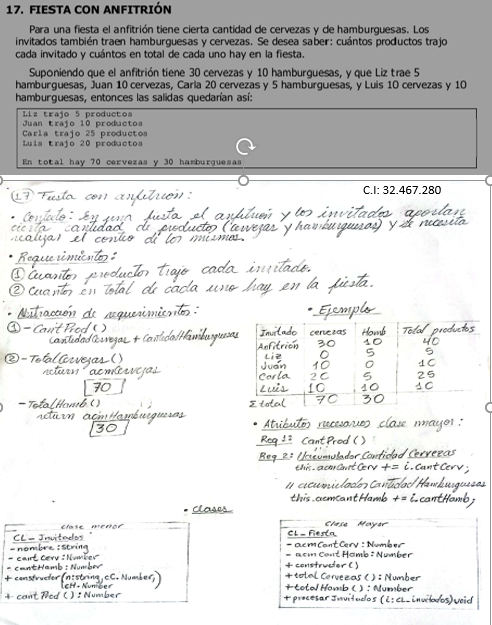 17. FIESTA CON ANFITRIÓN
Para una fiesta el anfitrión tiene cierta cantidad de cervezas y de hamburguesas. Los
invitados también traen hamburguesas y cervezas. Se desea saber: cuántos productos trajo
cada invitado y cuántos en total de cada uno hay en la fiesta.
Suponiendo que el anfitrión tiene 30 cervezas y 10 hamburguesas, y que Liz trae 5
hamburguesas, Juan 10 cervezas, Carla 20 cervezas y 5 hamburguesas, y Luis 10 cervezas y 10
hamburguesas, entonces las salidas quedarían así:
Liz trajo 5 productos
Juan trajo 10 productos
Carla trajo 25 productos
Luis trajo 20 productos
En total hay 70 cervezas y 30 hamburguesas
C.I: 32.467.280
17 Fiesta con anfitrión:
• Contexto: En una fiesta el anfitrión y los invitados aportan
cierta cantidad de productos (cervezas y hamburguesas) y se necesita
realizar el conteo de los mismos.
• Requerimientos:
① Cuantos productos trajo cada invitado.
② Cuantos en total de cada uno hay en la fiesta.
• Abstracción de requerimientos:
①- CantProd()
cantidadCervezas + CantidadHamburguesas
②- TotalCervezas()
return acmCervezas
70
- TotalHamb()
return acmHamburguesas
30
• Ejemplo
Invitado cervezas Hamb Total productos
Anfitrión 30 10 40
Liz 0 5 5
Juan 10 0 10
Carla 20 5 25
Luis 10 10
Σ total 70 30
• Atributos necesarios clase mayor:
Req 1: CantProd()
Req 2: // Acumulador Cantidad Cervezas
this.acmCantCerv += i.CantCerv;
// acumulador Cantidad Hamburguesas
this.acmCantHamb += i.cantHamb;
• clases
clase menor
CL_Invitados
- nombre: string
- cant Cerv: Number
- cantHamb: Number
+ constructor (n: string, cC. Number,
cH. Number)
+ cant Prod(): Number
Clase Mayor
CL_Fiesta
- acmCantCerv: Number
- acm Cant Hamb: Number
+ constructor()
+ total Cervezas(): Number
+ total Hamb(): Number
+ procesar Invitados (i: CL_invitados) void